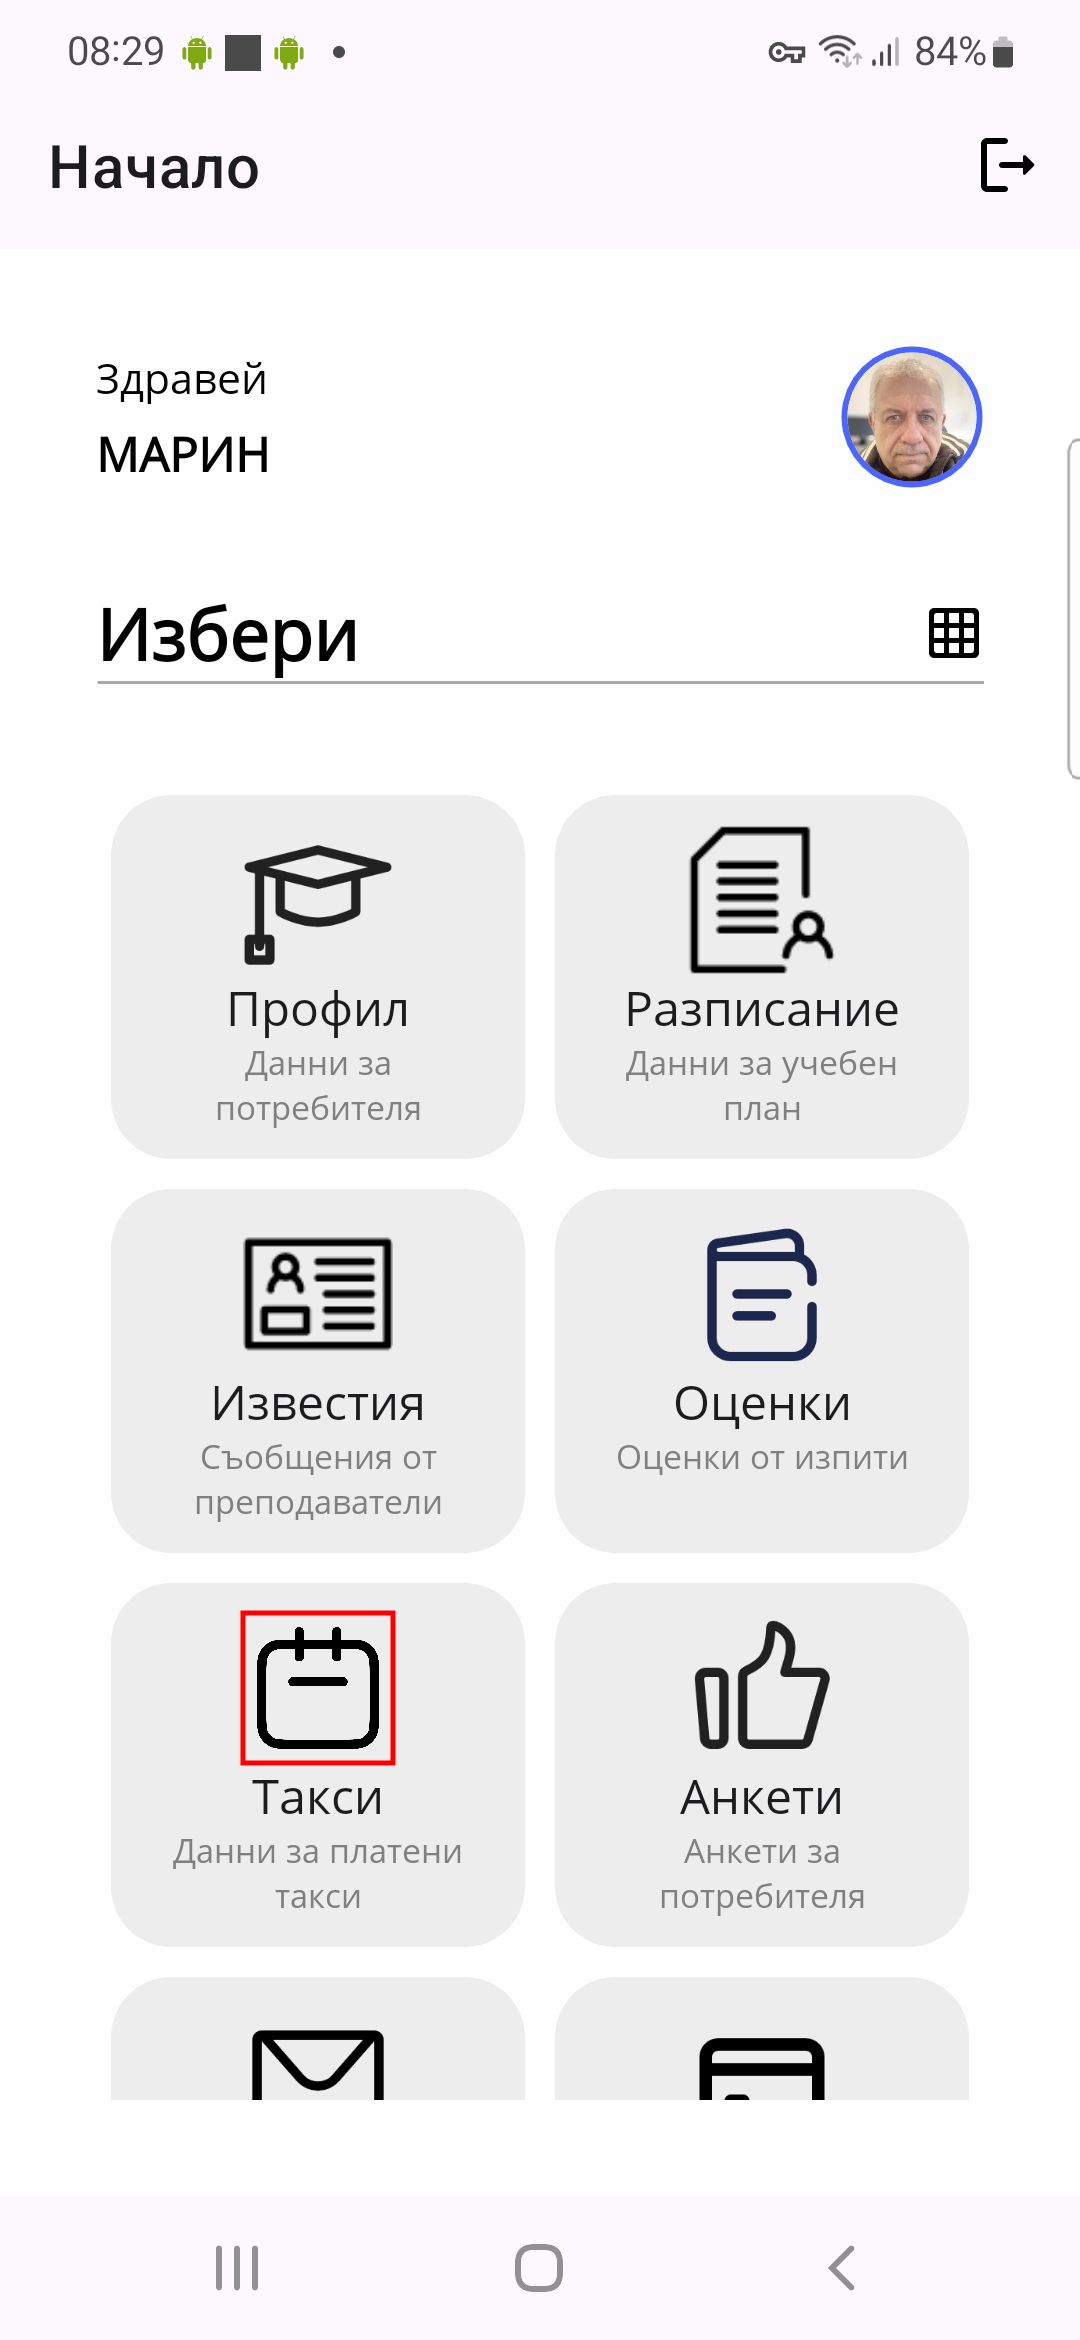 08:29
84%
Начало
Здравей
МАРИН
Избери
Профил
Данни за
потребителя
Разписание
Данни за учебен
план
Известия
Съобщения от
преподаватели
Оценки
Оценки от изпити
Такси
Данни за платени
такси
Анкети
Анкети за
потребителя